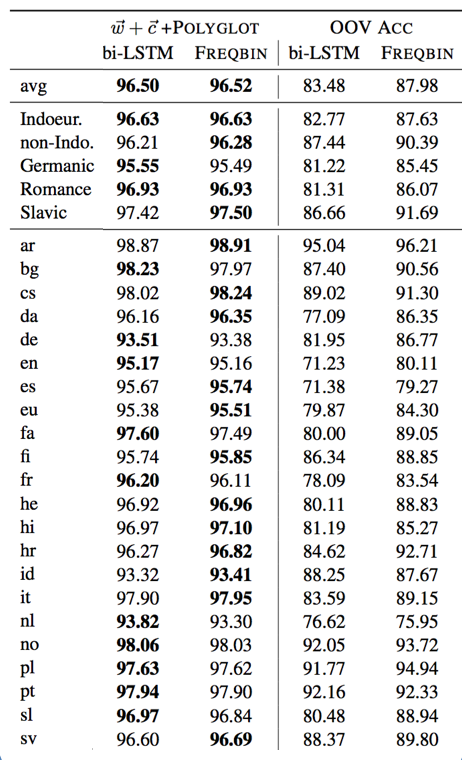 w⃗ + c⃗ +POLYGLOT OOV ACC
bi-LSTM FREQBIN bi-LSTM FREQBIN
avg 96.50 96.52 83.48 87.98
Indoeur. 96.63 96.63 82.77 87.63
non-Indo. 96.21 96.28 87.44 90.39
Germanic 95.55 95.49 81.22 85.45
Romance 96.93 96.93 81.31 86.07
Slavic 97.42 97.50 86.66 91.69
ar 98.87 98.91 95.04 96.21
bg 98.23 97.97 87.40 90.56
cs 98.02 98.24 89.02 91.30
da 96.16 96.35 77.09 86.35
de 93.51 93.38 81.95 86.77
en 95.17 95.16 71.23 80.11
es 95.67 95.74 71.38 79.27
eu 95.38 95.51 79.87 84.30
fa 97.60 97.49 80.00 89.05
fi 95.74 95.85 86.34 88.85
fr 96.20 96.11 78.09 83.54
he 96.92 96.96 80.11 88.83
hi 96.97 97.10 81.19 85.27
hr 96.27 96.82 84.62 92.71
id 93.32 93.41 88.25 87.67
it 97.90 97.95 83.59 89.15
nl 93.82 93.30 76.62 75.95
no 98.06 98.03 92.05 93.72
pl 97.63 97.62 91.77 94.94
pt 97.94 97.90 92.16 92.33
sl 96.97 96.84 80.48 88.94
sv 96.60 96.69 88.37 89.80